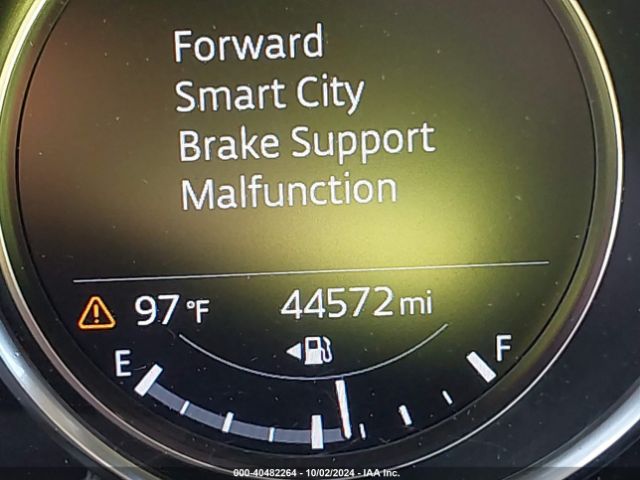 Forward
Smart City
Brake Support
Malfunction
97 °F 44572 mi
E F
000-40482264 - 10/02/2024 - IAA Inc.